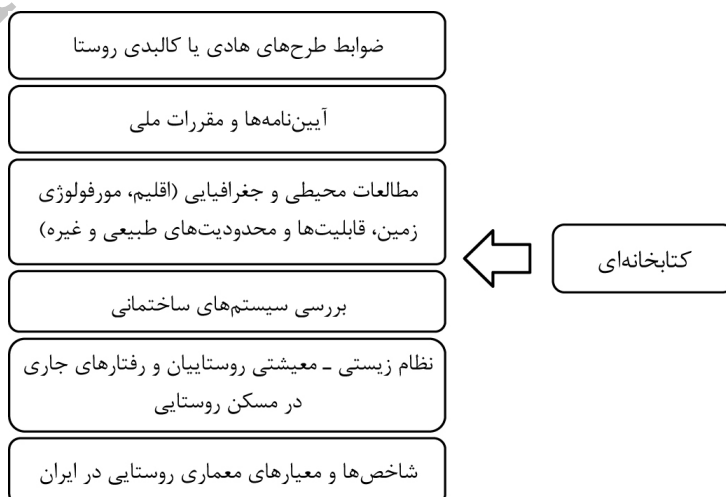 ضوابط طرح‌های هادی یا کالبدی روستا
آیین‌نامه‌ها و مقررات ملی
مطالعات محیطی و جغرافیایی (اقلیم، مورفولوژی
زمین، قابلیت‌ها و محدودیت‌های طبیعی و غیره)
کتابخانه‌ای
بررسی سیستم‌های ساختمانی
نظام زیستی ـ معیشتی روستاییان و رفتارهای جاری
در مسکن روستایی
شاخص‌ها و معیارهای معماری روستایی در ایران